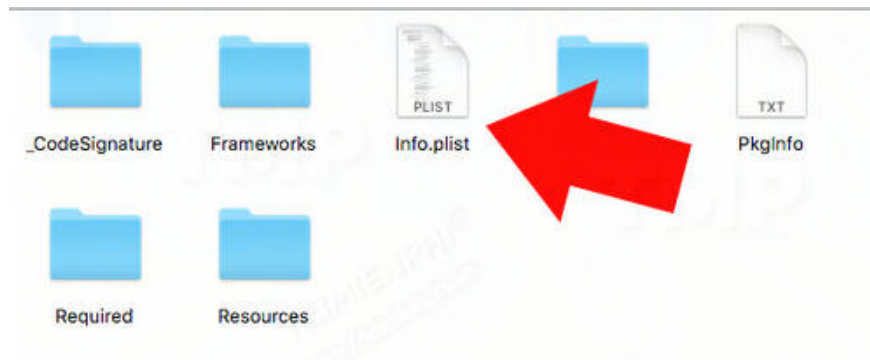 PLIST
TXT
_CodeSignature
Frameworks
Info.plist
PkgInfo
Required
Resources